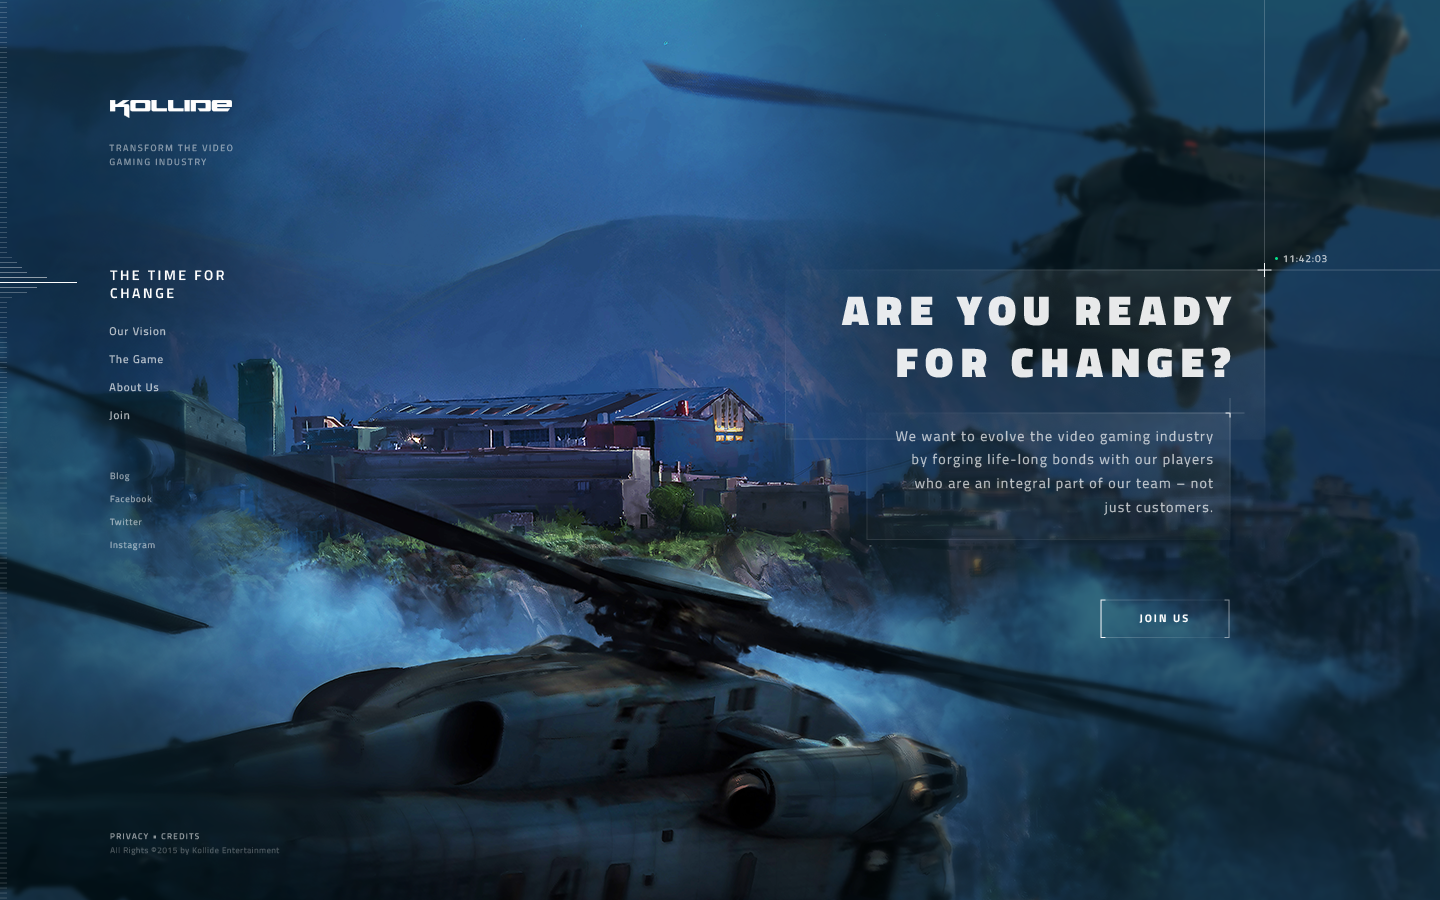 KOLLIDE
TRANSFORM THE VIDEO
GAMING INDUSTRY
THE TIME FOR
CHANGE
Our Vision
The Game
About Us
Join
Blog
Facebook
Twitter
Instagram
11:42:03
ARE YOU READY
FOR CHANGE?
We want to evolve the video gaming industry
by forging life-long bonds with our players
who are an integral part of our team – not
just customers.
JOIN US
PRIVACY • CREDITS
All Rights ©2015 by Kollide Entertainment